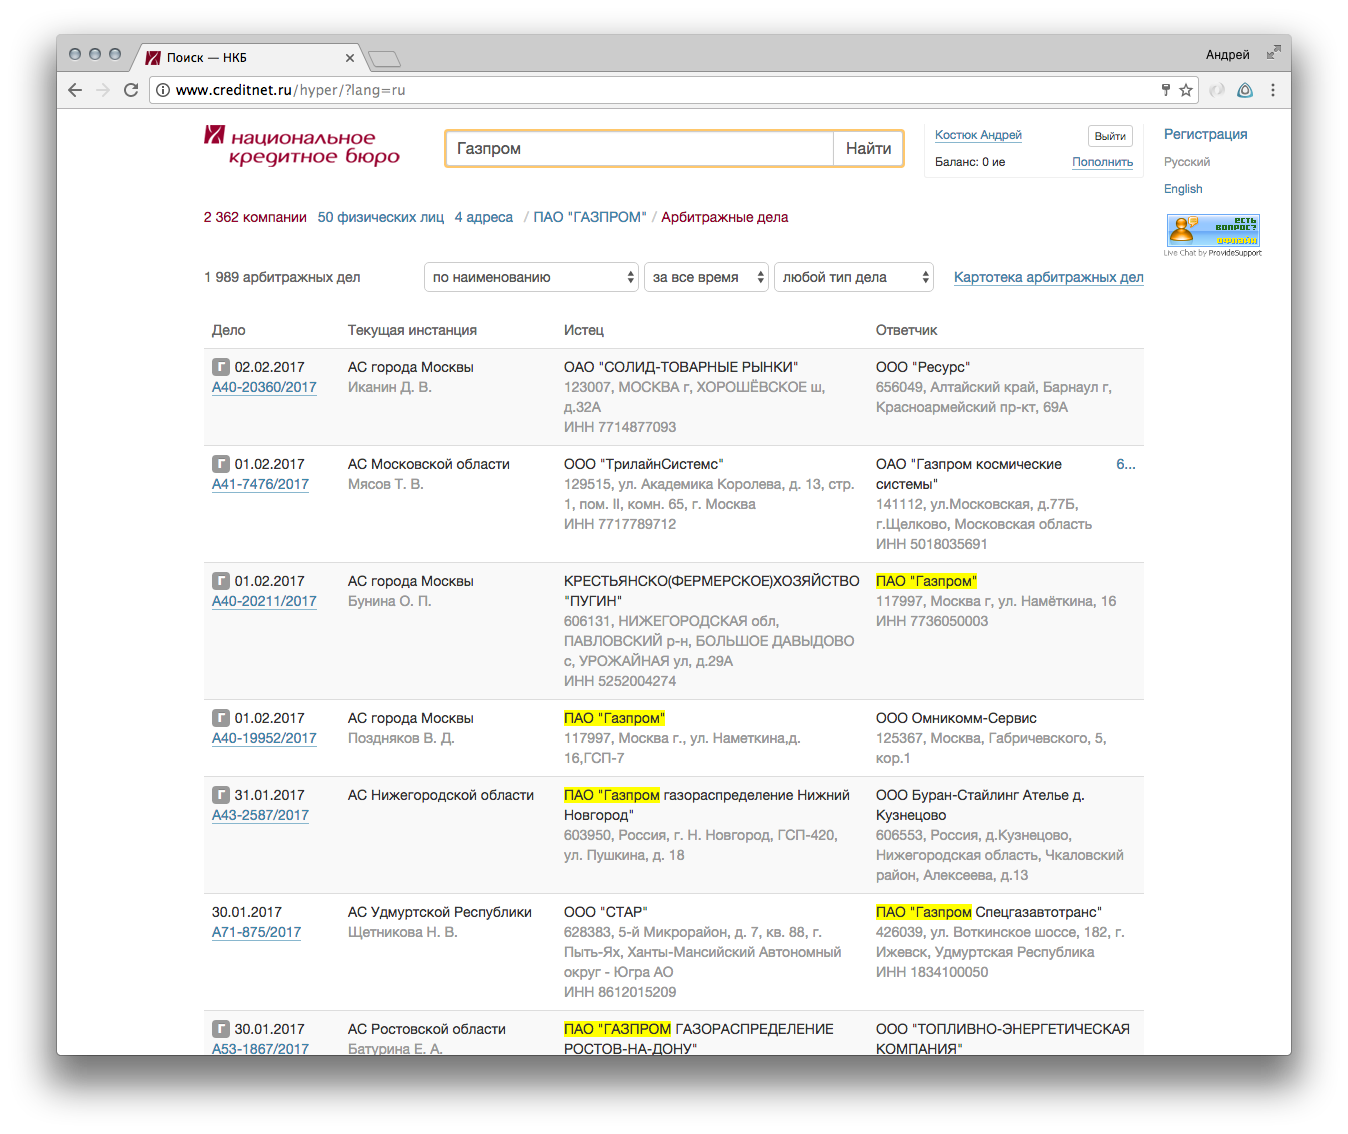 Поиск — НКБ
Андрей
www.creditnet.ru/hyper/?lang=ru
национальное
кредитное бюро
Газпром
Найти
Костюк Андрей
Выйти
Баланс: 0 ие
Пополнить
Регистрация
Русский
English
есть
вопрос?
оффлайн
Live Chat by ProvideSupport
2 362 компании 50 физических лиц 4 адреса / ПАО "ГАЗПРОМ" / Арбитражные дела
1 989 арбитражных дел
по наименованию
за все время
любой тип дела
Картотека арбитражных дел
Дело Текущая инстанция Истец Ответчик
Г 02.02.2017
А40-20360/2017
АС города Москвы
Иканин Д. В.
ОАО "СОЛИД-ТОВАРНЫЕ РЫНКИ"
123007, МОСКВА г, ХОРОШЁВСКОЕ ш,
д.32А
ИНН 7714877093
ООО "Ресурс"
656049, Алтайский край, Барнаул г,
Красноармейский пр-кт, 69А
Г 01.02.2017
А41-7476/2017
АС Московской области
Мясов Т. В.
ООО "ТрилайнСистемс"
129515, ул. Академика Королева, д. 13, стр.
1, пом. II, комн. 65, г. Москва
ИНН 7717789712
ОАО "Газпром космические
системы"
141112, ул.Московская, д.77Б,
г.Щелково, Московская область
ИНН 5018035691
6...
Г 01.02.2017
А40-20211/2017
АС города Москвы
Бунина О. П.
КРЕСТЬЯНСКО(ФЕРМЕРСКОЕ)ХОЗЯЙСТВО
"ПУГИН"
606131, НИЖЕГОРОДСКАЯ обл,
ПАВЛОВСКИЙ р-н, БОЛЬШОЕ ДАВЫДОВО
с, УРОЖАЙНАЯ ул, д.29А
ИНН 5252004274
ПАО "Газпром"
117997, Москва г, ул. Намёткина, 16
ИНН 7736050003
Г 01.02.2017
А40-19952/2017
АС города Москвы
Поздняков В. Д.
ПАО "Газпром"
117997, Москва г., ул. Наметкина,д.
16,ГСП-7
ООО Омникомм-Сервис
125367, Москва, Габричевского, 5,
кор.1
Г 31.01.2017
А43-2587/2017
АС Нижегородской области
ПАО "Газпром газораспределение Нижний
Новгород"
603950, Россия, г. Н. Новгород, ГСП-420,
ул. Пушкина, д. 18
ООО Буран-Стайлинг Ателье д.
Кузнецово
606553, Россия, д.Кузнецово,
Нижегородская область, Чкаловский
район, Алексеева, д.13
30.01.2017
А71-875/2017
АС Удмуртской Республики
Щетникова Н. В.
ООО "СТАР"
628383, 5-й Микрорайон, д. 7, кв. 88, г.
Пыть-Ях, Ханты-Мансийский Автономный
округ - Югра АО
ИНН 8612015209
ПАО "Газпром Спецгазавтотранс"
426039, ул. Воткинское шоссе, 182, г.
Ижевск, Удмуртская Республика
ИНН 1834100050
Г 30.01.2017
А53-1867/2017
АС Ростовской области
Батурина Е. А.
ПАО "ГАЗПРОМ ГАЗОРАСПРЕДЕЛЕНИЕ
РОСТОВ-НА-ДОНУ"
ООО "ТОПЛИВНО-ЭНЕРГЕТИЧЕСКАЯ
КОМПАНИЯ"